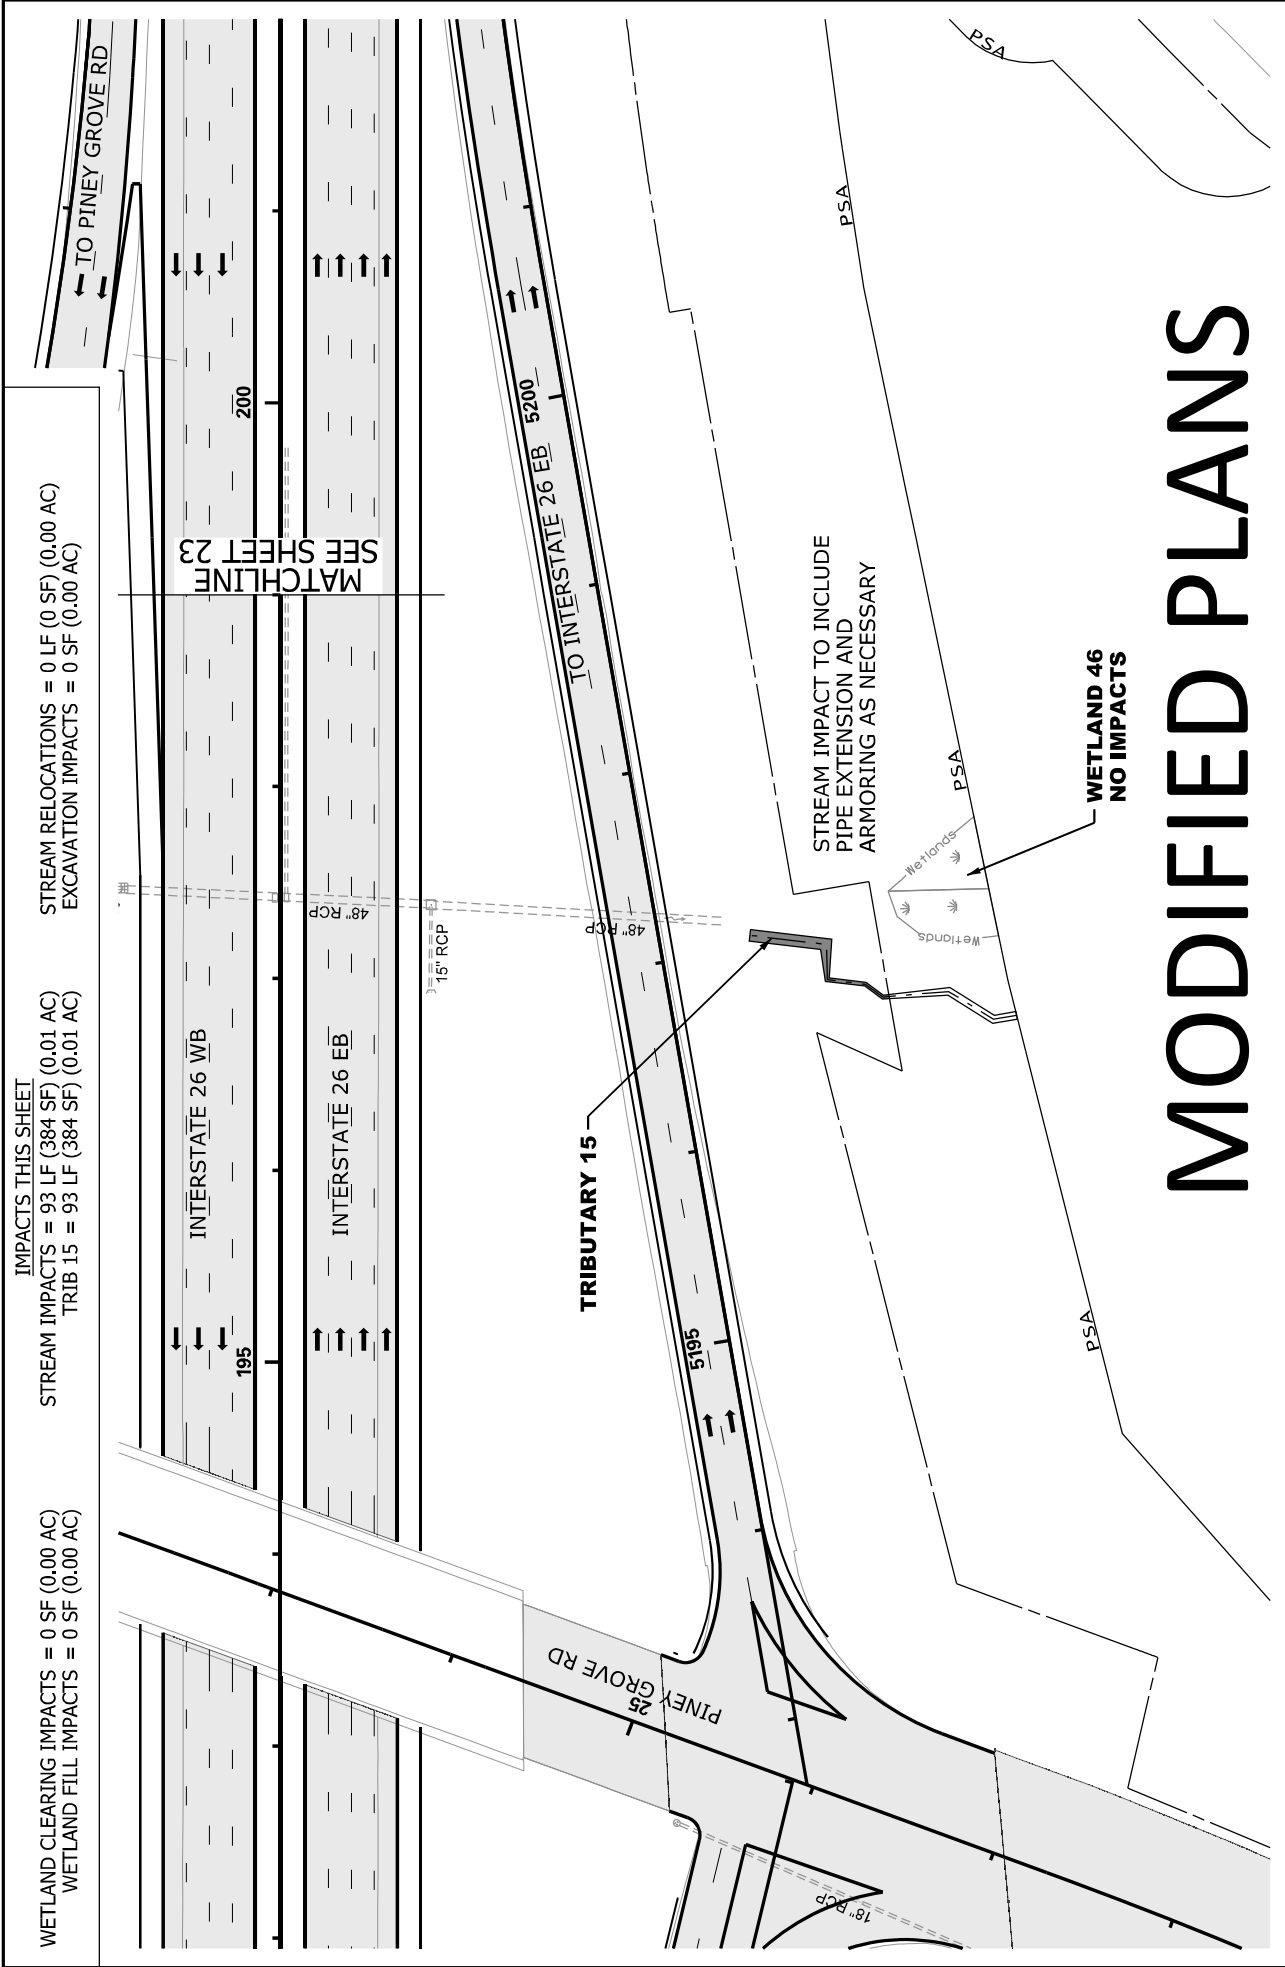 IMPACTS THIS SHEET
WETLAND CLEARING IMPACTS = 0 SF (0.00 AC)
WETLAND FILL IMPACTS = 0 SF (0.00 AC)
STREAM IMPACTS = 93 LF (384 SF) (0.01 AC)
TRIB 15 = 93 LF (384 SF) (0.01 AC)
STREAM RELOCATIONS = 0 LF (0 SF) (0.00 AC)
EXCAVATION IMPACTS = 0 SF (0.00 AC)
TO PINEY GROVE RD
INTERSTATE 26 WB
195
200
MATCHLINE
SEE SHEET 23
INTERSTATE 26 EB
48" RCP
15" RCP
48" RCP
TO INTERSTATE 26 EB
5195
5200
PINEY GROVE RD
25
18" RCP
TRIBUTARY 15
STREAM IMPACT TO INCLUDE
PIPE EXTENSION AND
ARMORING AS NECESSARY
Wetlands
Wetlands
WETLAND 46
NO IMPACTS
PSA
PSA
PSA
PSA
MODIFIED PLANS